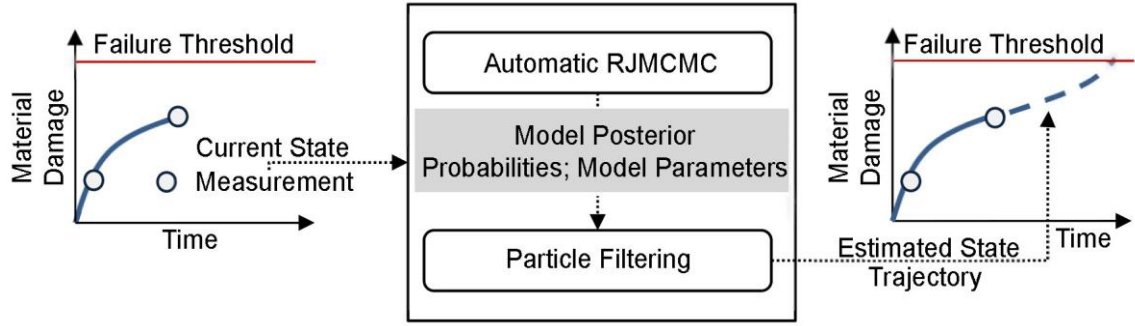 Failure Threshold
Material
Damage
Current State
Measurement
Time
Automatic RJMCMC
Model Posterior
Probabilities; Model Parameters
Particle Filtering
Failure Threshold
Material
Damage
Estimated State
Trajectory
Time